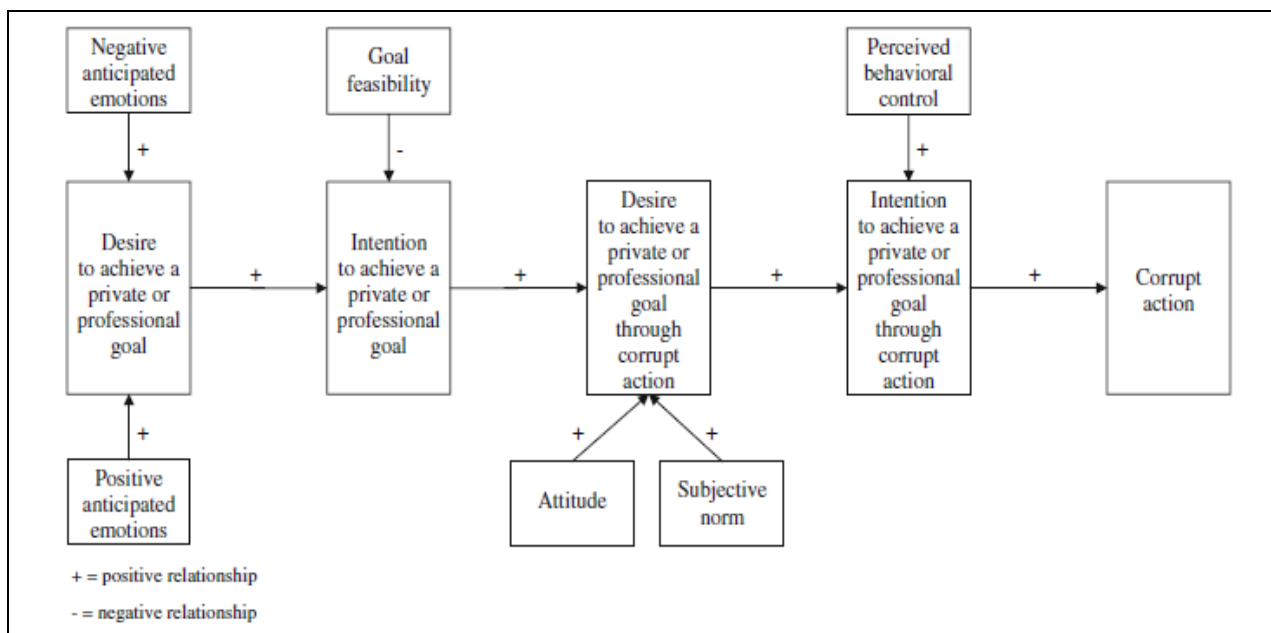 Negative
anticipated
emotions
Goal
feasibility
Perceived
behavioral
control
+
-
+
Desire
to achieve a
private or
professional
goal
+
Intention
to achieve a
private or
professional
goal
+
Desire
to achieve a
private or
professional
goal
through
corrupt
action
+
Intention
to achieve a
private or
professional
goal
through
corrupt
action
+
Corrupt
action
+
+
+
Positive
anticipated
emotions
Attitude
Subjective
norm
+ = positive relationship
- = negative relationship